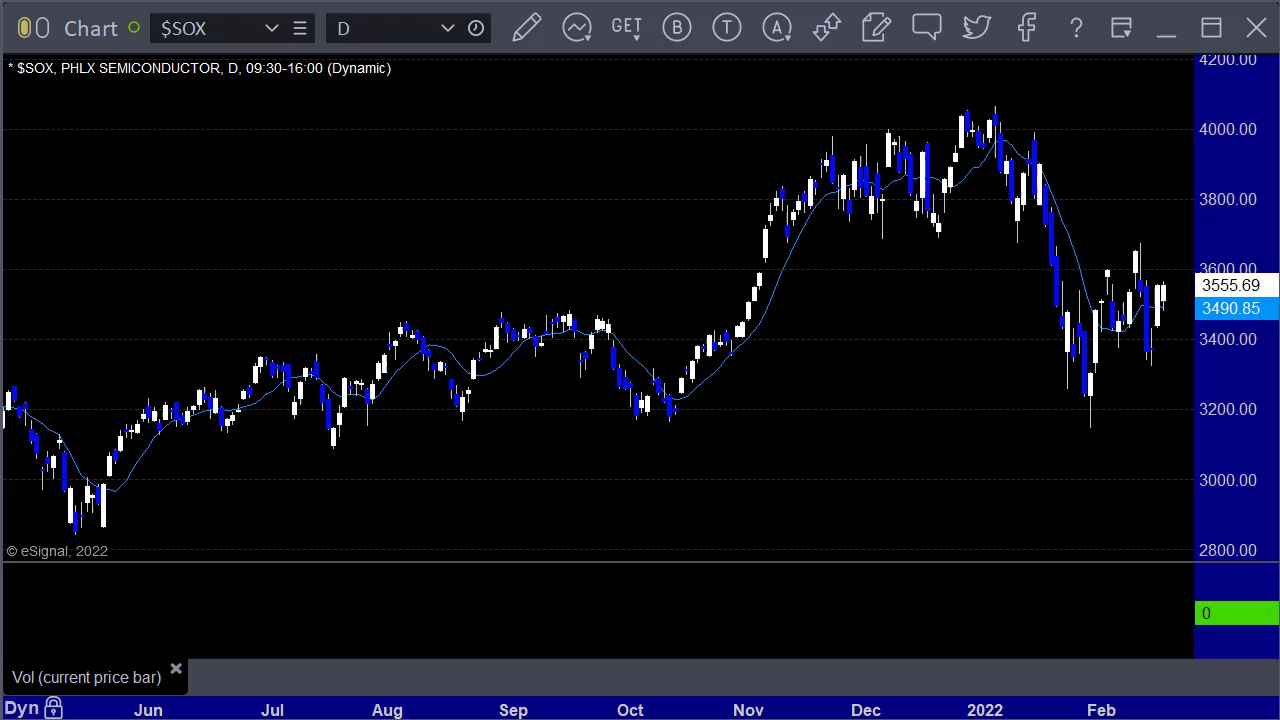 Chart $SOX D GET B T A ?
* $SOX, PHLX SEMICONDUCTOR, D, 09:30-16:00 (Dynamic)
4200.00
4000.00
3800.00
3600.00
3555.69
3490.85
3400.00
3200.00
3000.00
2800.00
© eSignal, 2022
0
Vol (current price bar)
Dyn Jun Jul Aug Sep Oct Nov Dec 2022 Feb